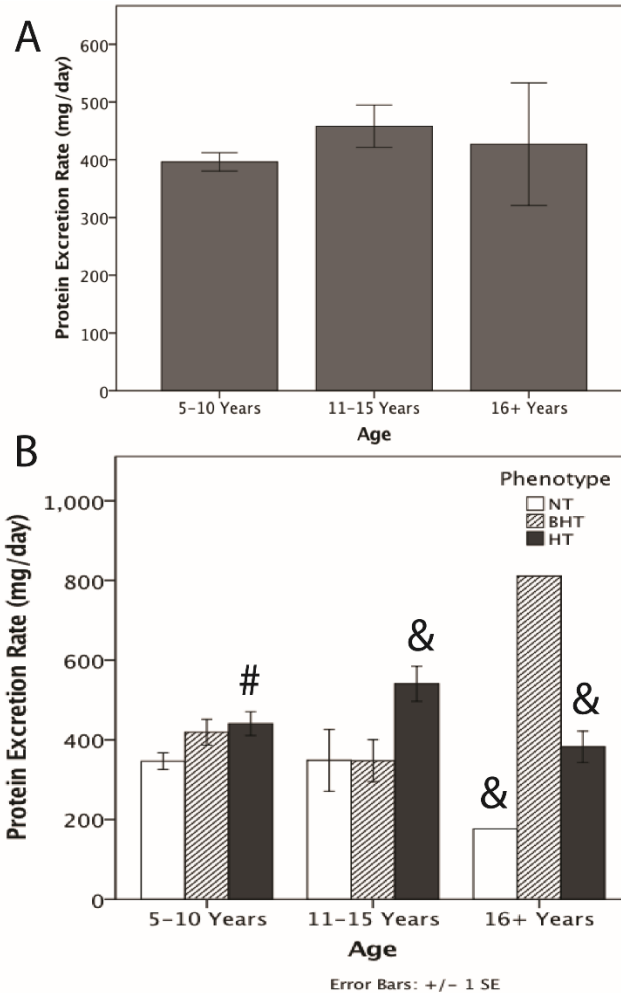 A
Protein Excretion Rate (mg/day)
600
500
400
300
200
100
0
5–10 Years 11–15 Years 16+ Years
Age
B
Protein Excretion Rate (mg/day)
Phenotype
NT
BHT
HT
1,000
800
600
400
200
0
# & & &
5–10 Years 11–15 Years 16+ Years
Age
Error Bars: +/– 1 SE